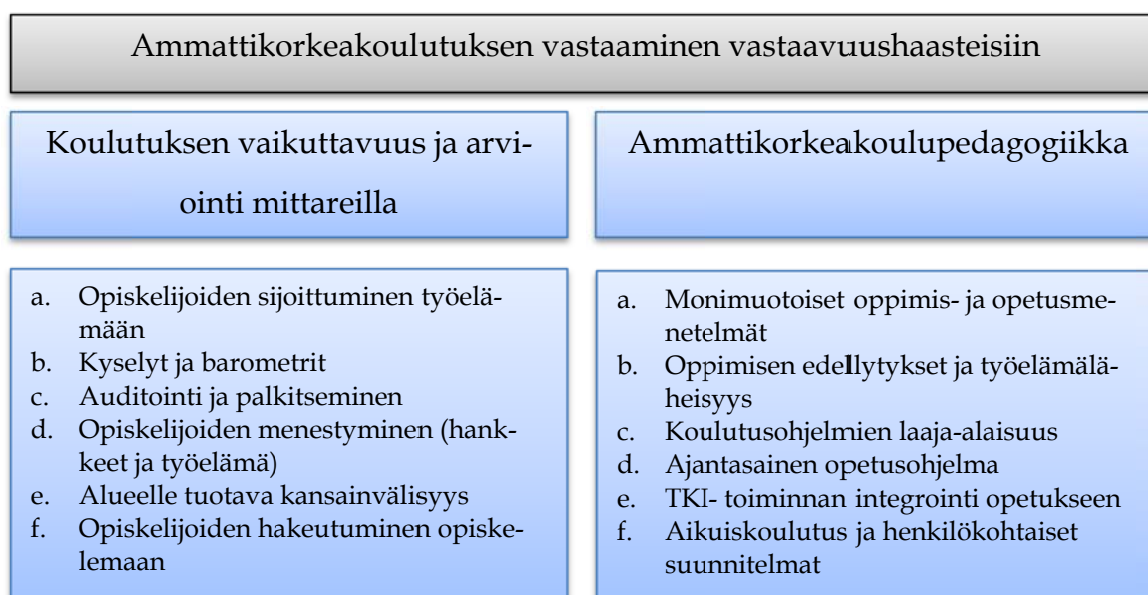 Ammattikorkeakoulutuksen vastaaminen vastaavuushaasteisiin
Koulutuksen vaikuttavuus ja arvi-
ointi mittareilla
Ammattikorkeakoulupedagogiikka
a. Opiskelijoiden sijoittuminen työelä-
mään
b. Kyselyt ja barometrit
c. Auditointi ja palkitseminen
d. Opiskelijoiden menestyminen (hank-
keet ja työelämä)
e. Alueelle tuotava kansainvälisyys
f. Opiskelijoiden hakeutuminen opiske-
lemaan
a. Monimuotoiset oppimis- ja opetusme-
netelmät
b. Oppimisen edellytykset ja työelämälä-
heisyys
c. Koulutusohjelmien laaja-alaisuus
d. Ajantasainen opetusohjelma
e. TKI- toiminnan integrointi opetukseen
f. Aikuiskoulutus ja henkilökohtaiset
suunnitelmat